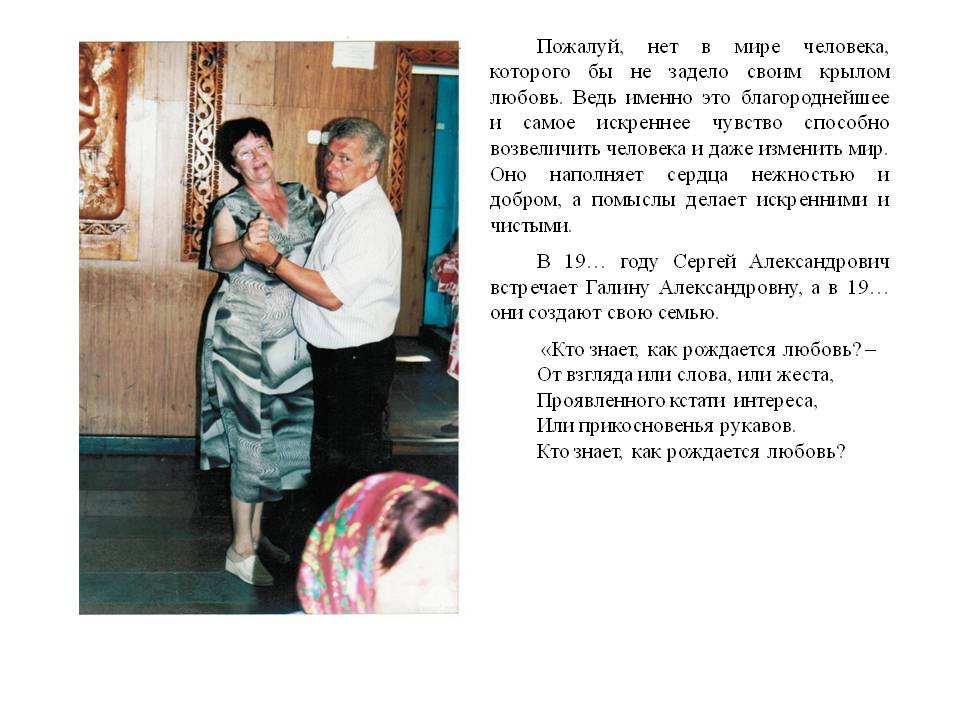 Пожалуй, нет в мире человека,
которого бы не задело своим крылом
любовь. Ведь именно это благороднейшее
и самое искреннее чувство способно
возвеличить человека и даже изменить мир.
Оно наполняет сердца нежностью и
добром, а помыслы делает искренними и
чистыми.
В 19… году Сергей Александрович
встречает Галину Александровну, а в 19…
они создают свою семью.
«Кто знает, как рождается любовь? –
От взгляда или слова, или жеста,
Проявленного кстати интереса,
Или прикосновенья рукавов.
Кто знает, как рождается любовь?